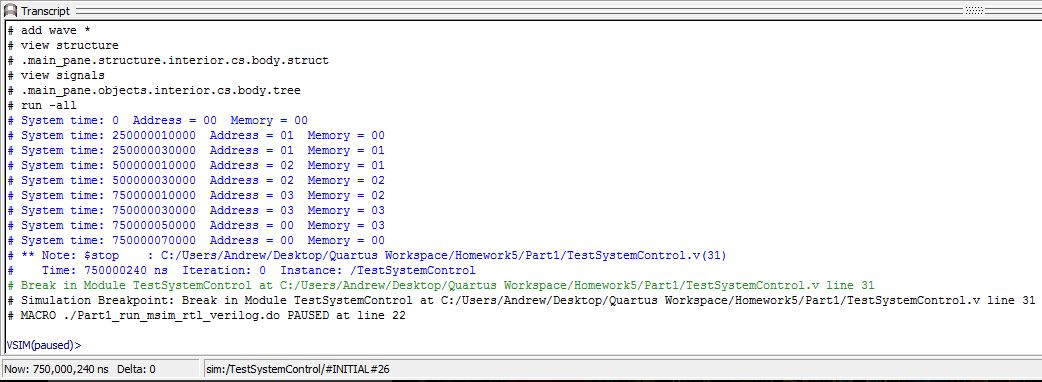 Transcript
# add wave *
# view structure
# .main_pane.structure.interior.cs.body.struct
# view signals
# .main_pane.objects.interior.cs.body.tree
# run -all
# System time: 0  Address = 00  Memory = 00
# System time: 250000010000  Address = 01  Memory = 00
# System time: 250000030000  Address = 01  Memory = 01
# System time: 500000010000  Address = 02  Memory = 01
# System time: 500000030000  Address = 02  Memory = 02
# System time: 750000010000  Address = 03  Memory = 02
# System time: 750000030000  Address = 03  Memory = 03
# System time: 750000050000  Address = 00  Memory = 03
# System time: 750000070000  Address = 00  Memory = 00
# ** Note: $stop    : C:/Users/Andrew/Desktop/Quartus Workspace/Homework5/Part1/TestSystemControl.v(31)
#    Time: 750000240 ns  Iteration: 0  Instance: /TestSystemControl
# Break in Module TestSystemControl at C:/Users/Andrew/Desktop/Quartus Workspace/Homework5/Part1/TestSystemControl.v line 31
# Simulation Breakpoint: Break in Module TestSystemControl at C:/Users/Andrew/Desktop/Quartus Workspace/Homework5/Part1/TestSystemControl.v line 31
# MACRO ./Part1_run_msim_rtl_verilog.do PAUSED at line 22
VSIM(paused)>
Now: 750,000,240 ns  Delta: 0  sim:/TestSystemControl/#INITIAL#26